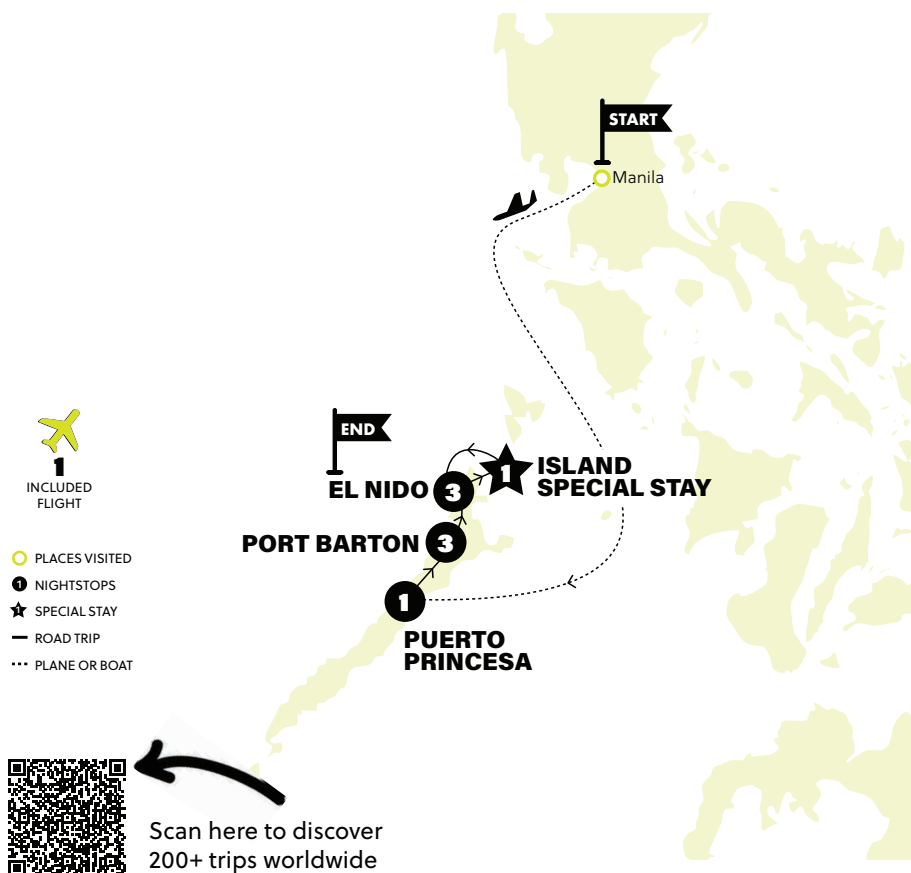 START
Manila
END
1
ISLAND
SPECIAL STAY
EL NIDO
3
PORT BARTON
3
1
PUERTO
PRINCESA
1
INCLUDED
FLIGHT
PLACES VISITED
1 NIGHTSTOPS
1 SPECIAL STAY
ROAD TRIP
PLANE OR BOAT
Scan here to discover
200+ trips worldwide